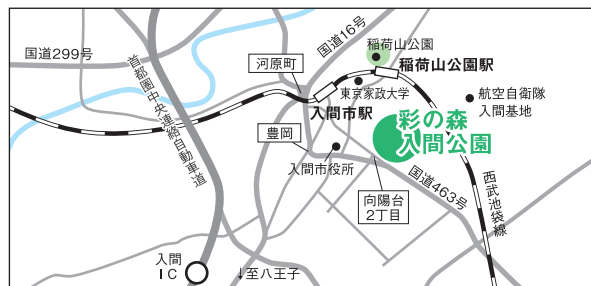 国道299号
首都圏中央連絡自動車道
河原町
国道16号
稲荷山公園
稲荷山公園駅
東京家政大学
入間市駅
航空自衛隊
入間基地
彩の森
入間公園
豊岡
入間市役所
向陽台
2丁目
国道463号
西武池袋線
入間
IC
↓至八王子